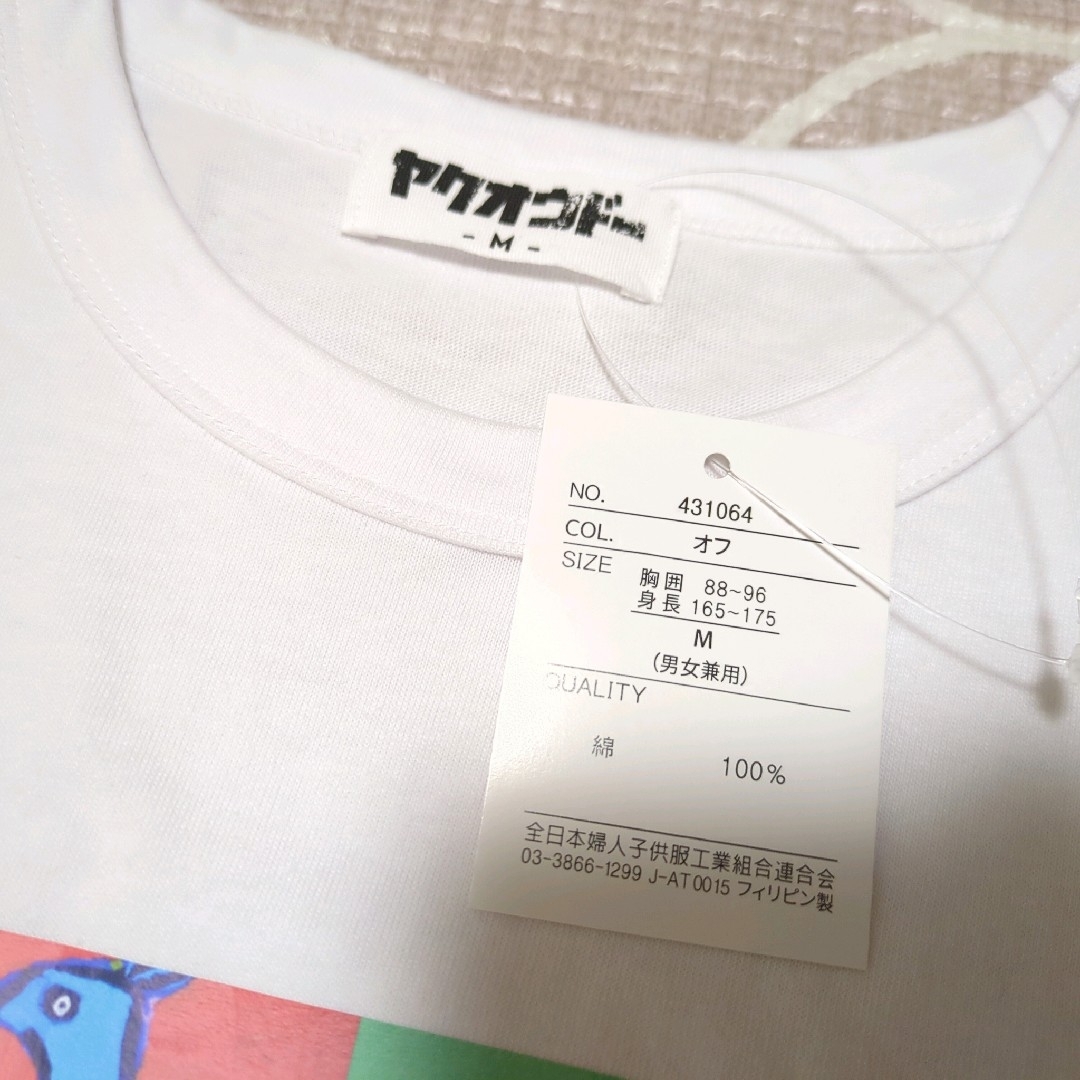 ヤクオウドー
- M -
NO. 431064
COL. オフ
SIZE 胸囲 88~96
身長 165~175
M
(男女兼用)
QUALITY
綿 100%
全日本婦人子供服工業組合連合会
03-3866-1299 J-AT0015 フィリピン製